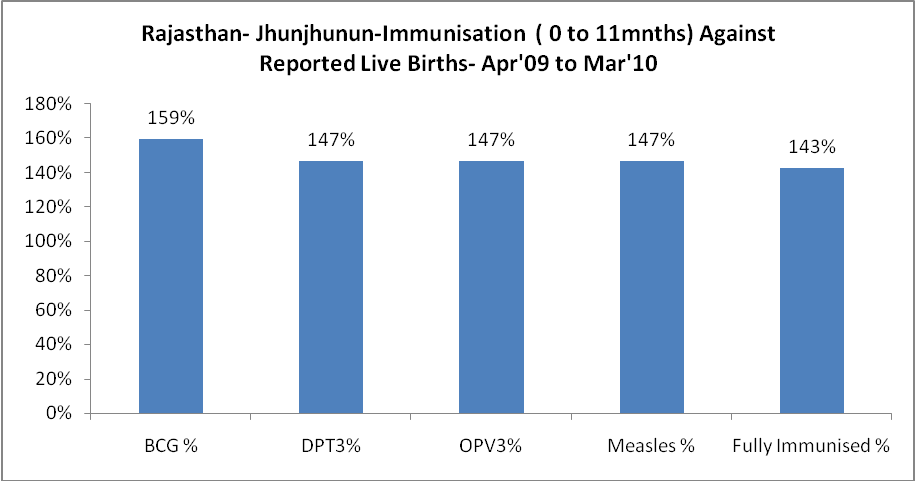 Rajasthan- Jhunjhunun-Immunisation ( 0 to 11mnths) Against
Reported Live Births- Apr'09 to Mar'10
180%
160%
140%
120%
100%
80%
60%
40%
20%
0%
159%
147%
147%
147%
143%
BCG %
DPT3%
OPV3%
Measles %
Fully Immunised %